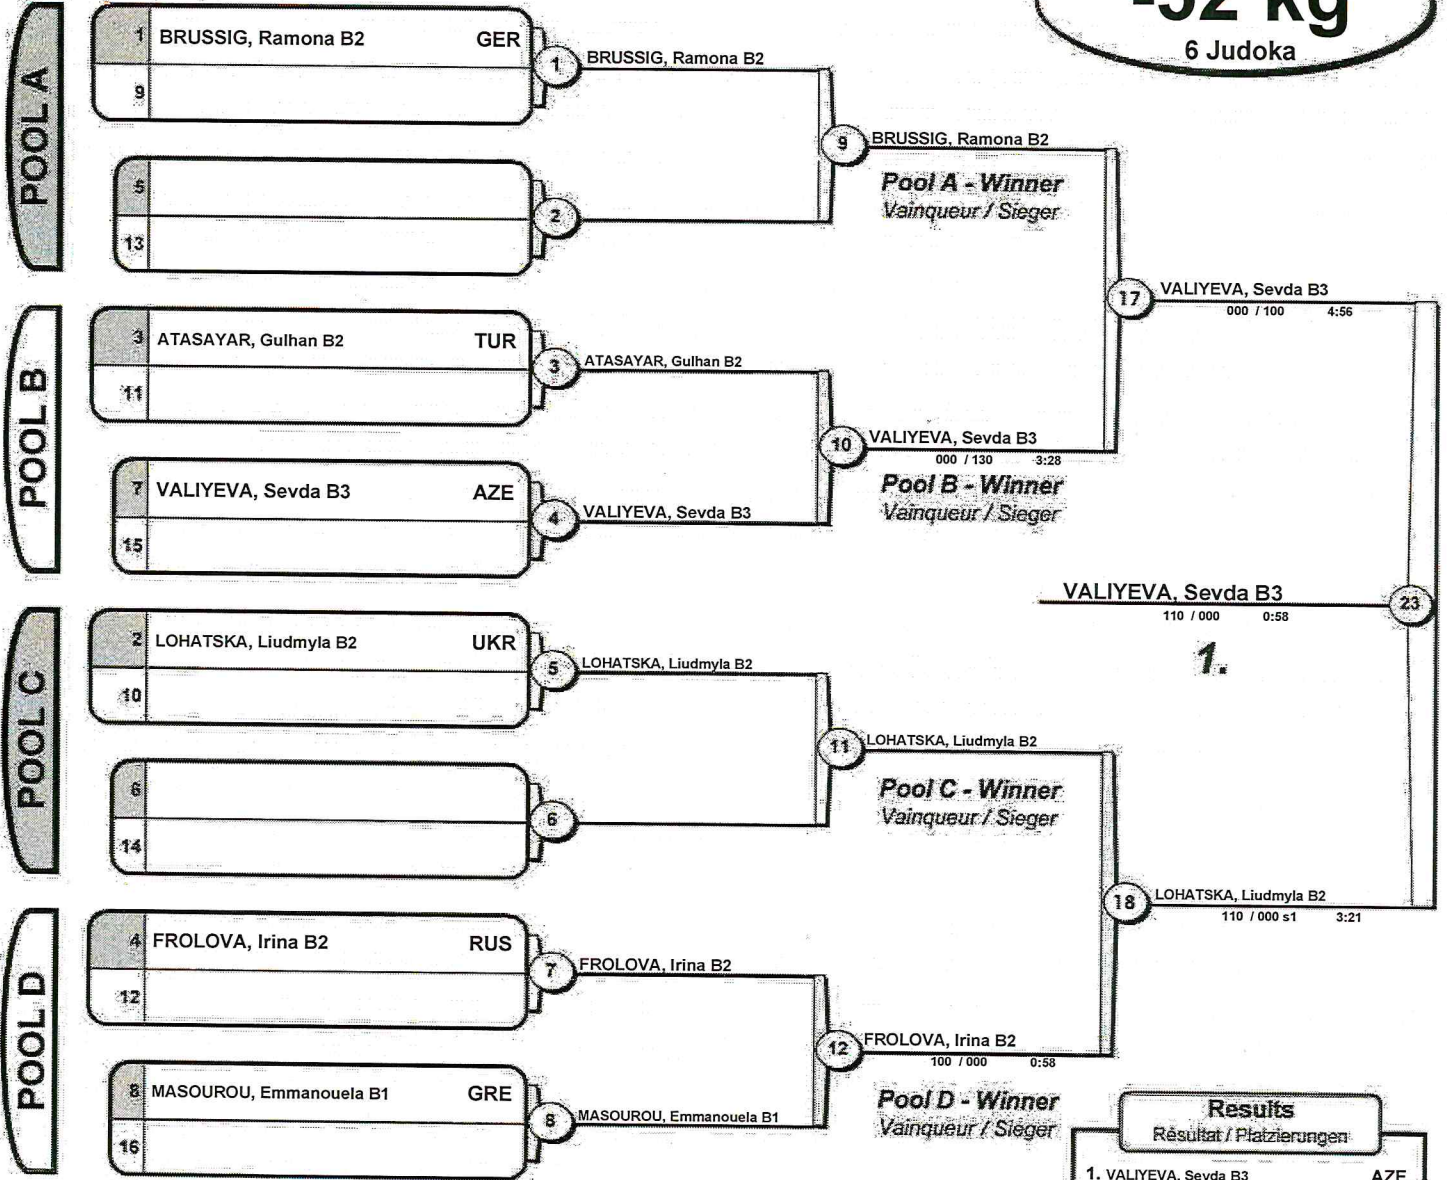 -52 kg
6 Judoka
POOL A
1 BRUSSIG, Ramona B2 GER
9
5
13
1 BRUSSIG, Ramona B2
2
9 BRUSSIG, Ramona B2
Pool A - Winner
Vainqueur / Sieger
POOL B
3 ATASAYAR, Gulhan B2 TUR
11
7 VALIYEVA, Sevda B3 AZE
15
3 ATASAYAR, Gulhan B2
4 VALIYEVA, Sevda B3
10 VALIYEVA, Sevda B3
000 / 130 3:28
Pool B - Winner
Vainqueur / Sieger
17 VALIYEVA, Sevda B3
000 / 100 4:56
VALIYEVA, Sevda B3 23
110 / 000 0:58
1.
POOL C
2 LOHATSKA, Liudmyla B2 UKR
10
6
14
5 LOHATSKA, Liudmyla B2
6
11 LOHATSKA, Liudmyla B2
Pool C - Winner
Vainqueur / Sieger
POOL D
4 FROLOVA, Irina B2 RUS
12
8 MASOUROU, Emmanouela B1 GRE
16
7 FROLOVA, Irina B2
8 MASOUROU, Emmanouela B1
12 FROLOVA, Irina B2
100 / 000 0:58
Pool D - Winner
Vainqueur / Sieger
18 LOHATSKA, Liudmyla B2
110 / 000 s1 3:21
Results
Résultat / Platzierungen
1. VALIYEVA, Sevda B3 AZE